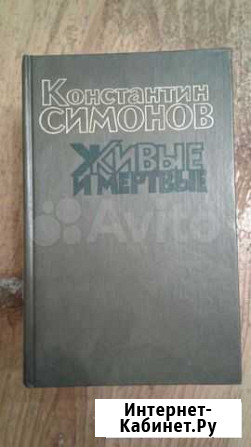 Константин
СИМОНОВ
ЖИВЫЕ
И МЕРТВЫЕ
Avito
Интернет-
Кабинет.Ру